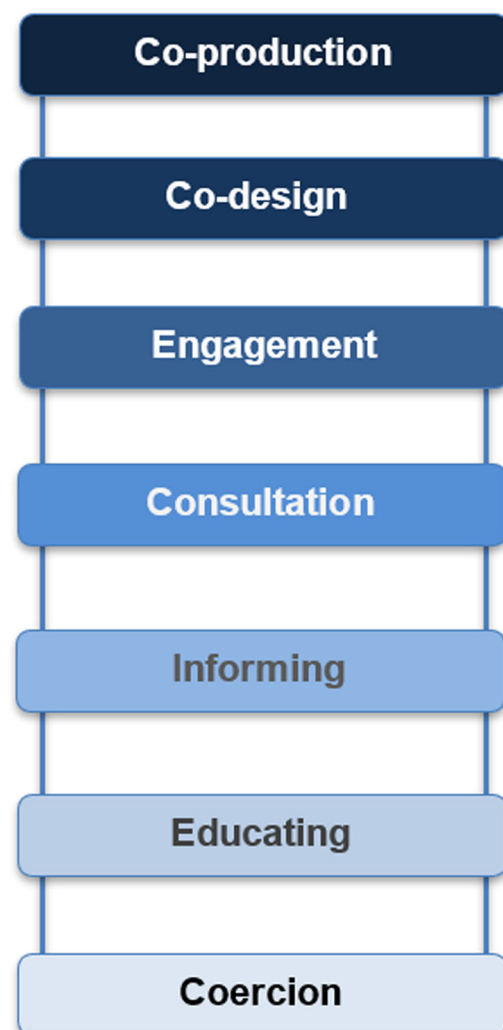 Co-production
Co-design
Engagement
Consultation
Informing
Educating
Coercion